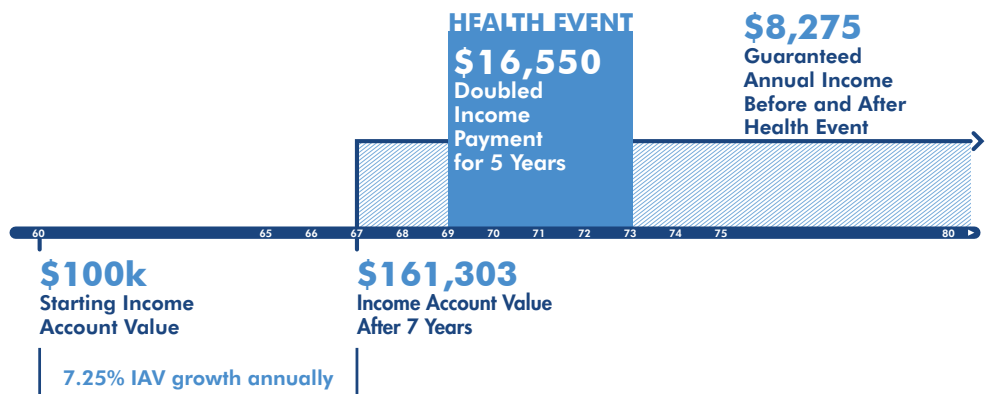 HEALTH EVENT
$16,550
Doubled
Income
Payment
for 5 Years
$8,275
Guaranteed
Annual Income
Before and After
Health Event
60 65 66 67 68 69 70 71 72 73 74 75 80
$100k
Starting Income
Account Value
$161,303
Income Account Value
After 7 Years
7.25% IAV growth annually